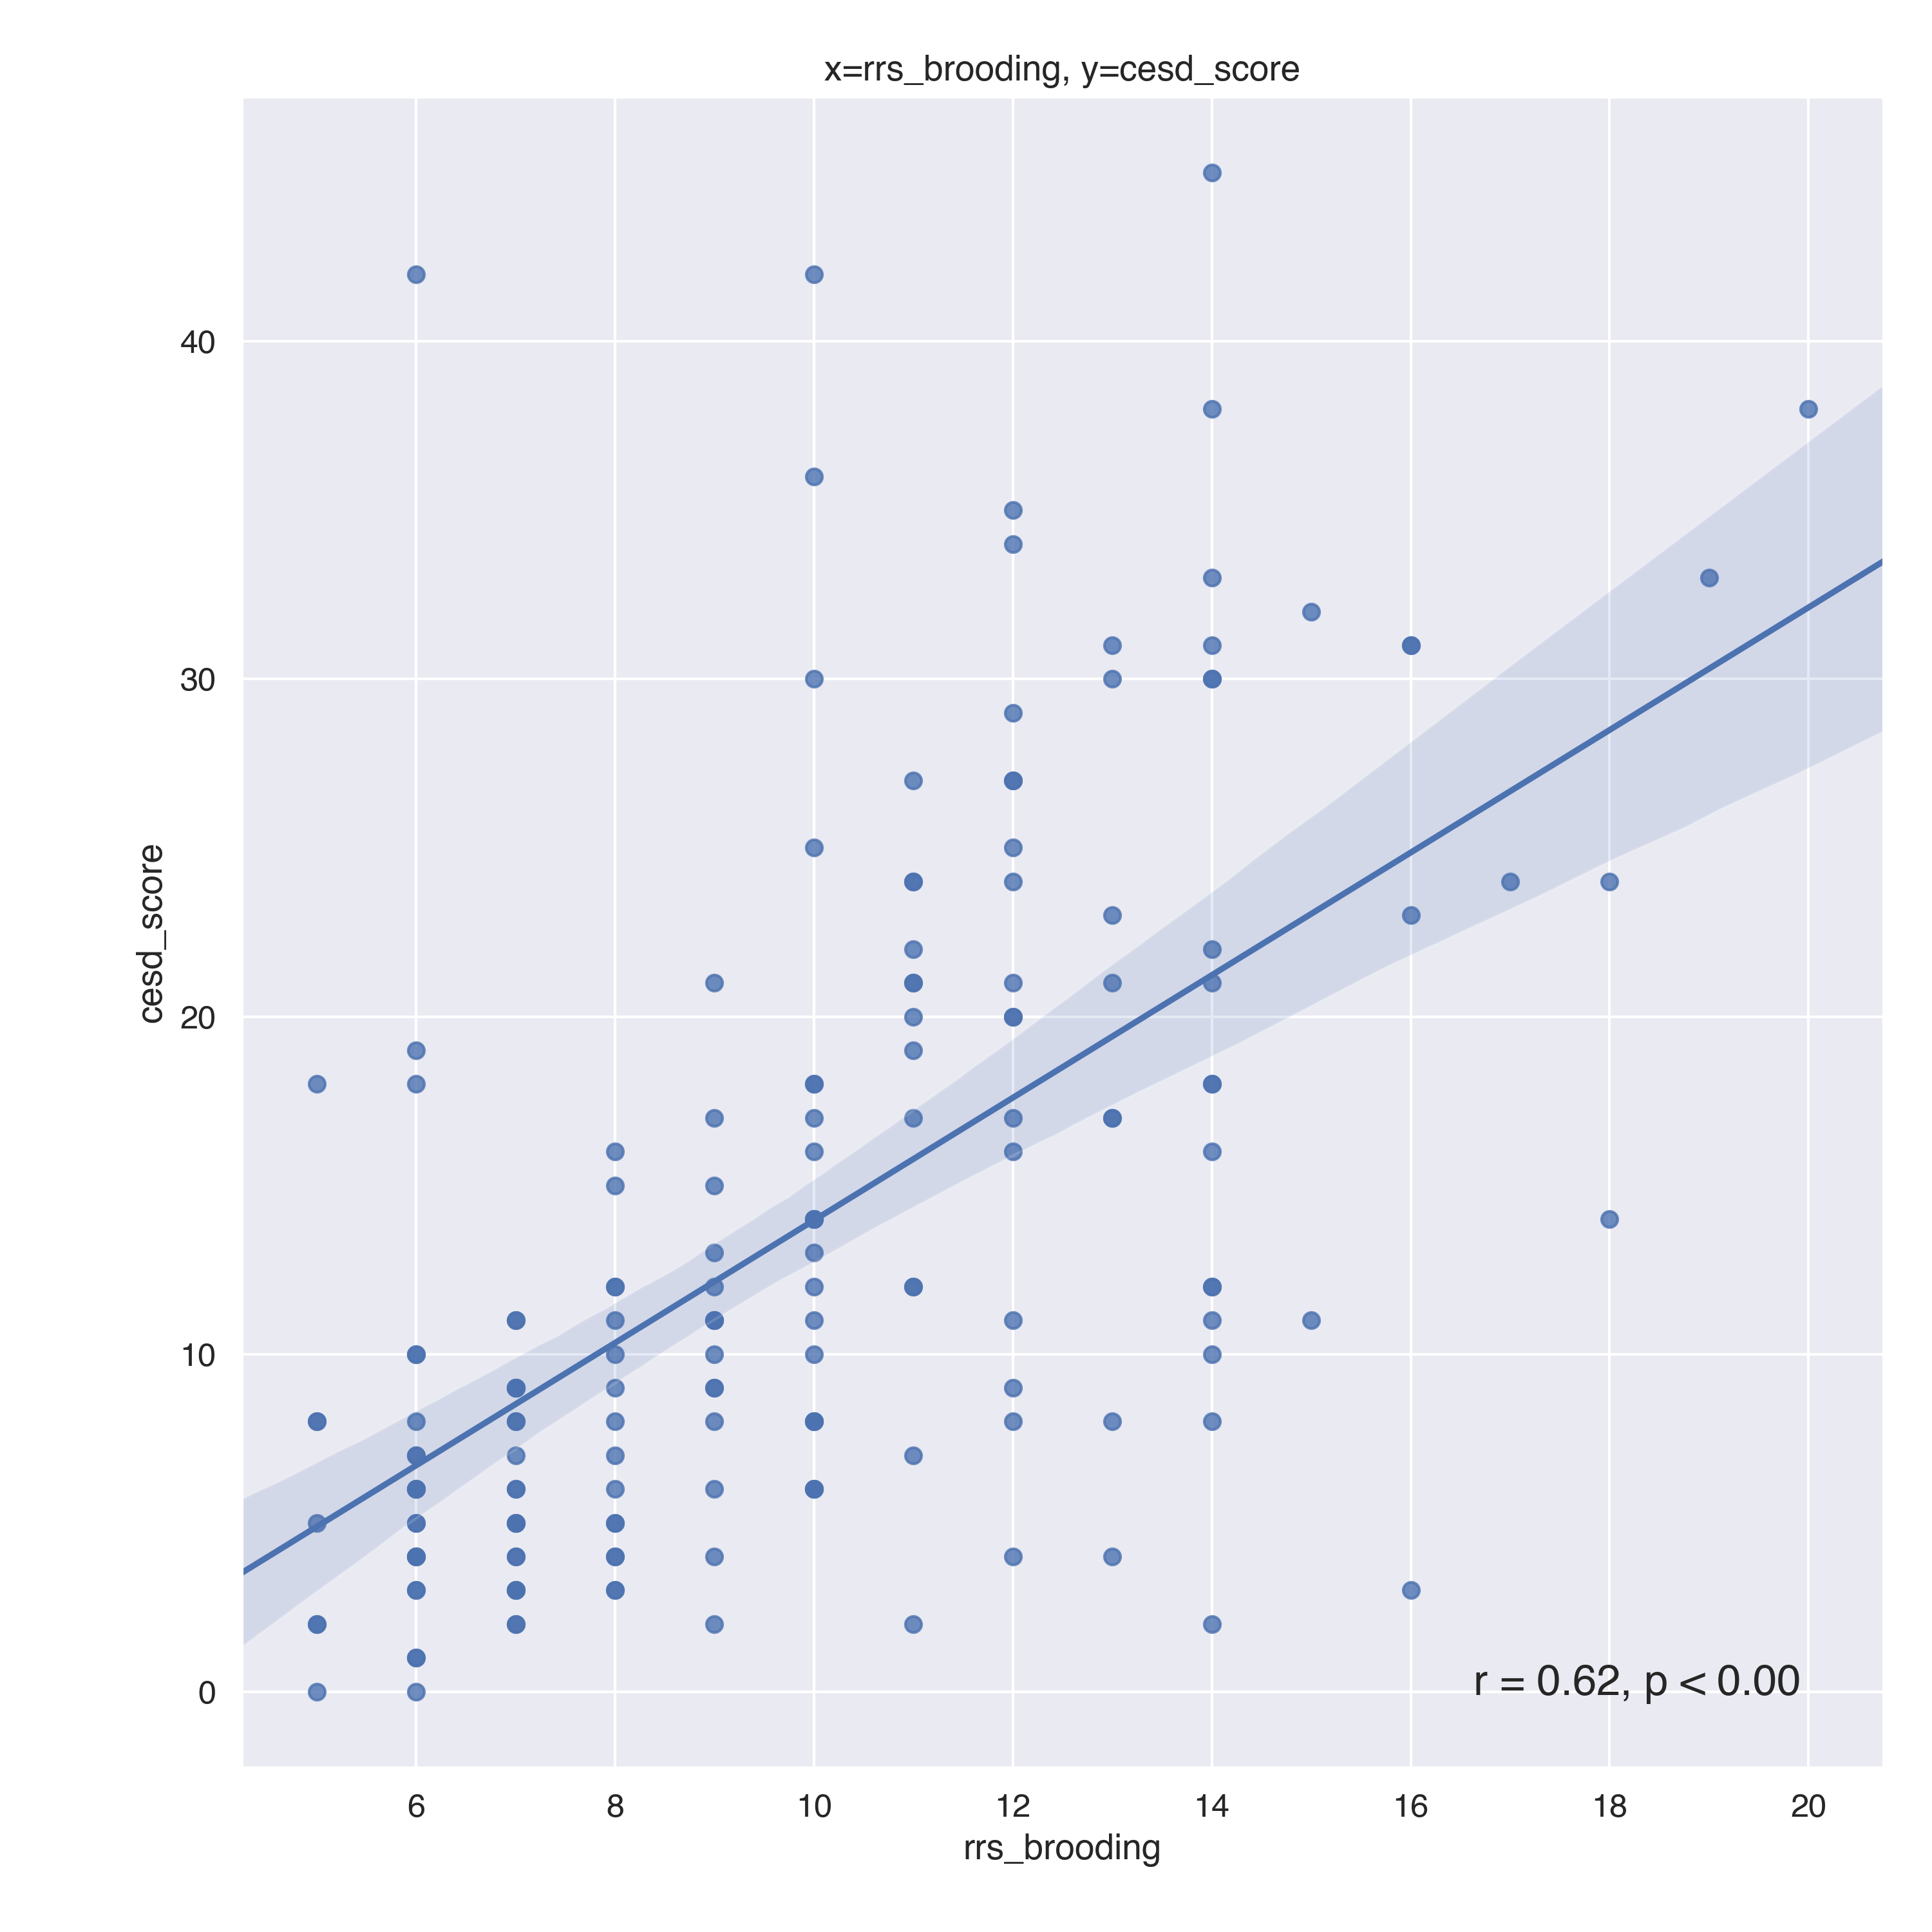 x=rrs_brooding, y=cesd_score
cesd_score
40
30
20
10
0
r = 0.62, p < 0.00
6 8 10 12 14 16 18 20
rrs_brooding